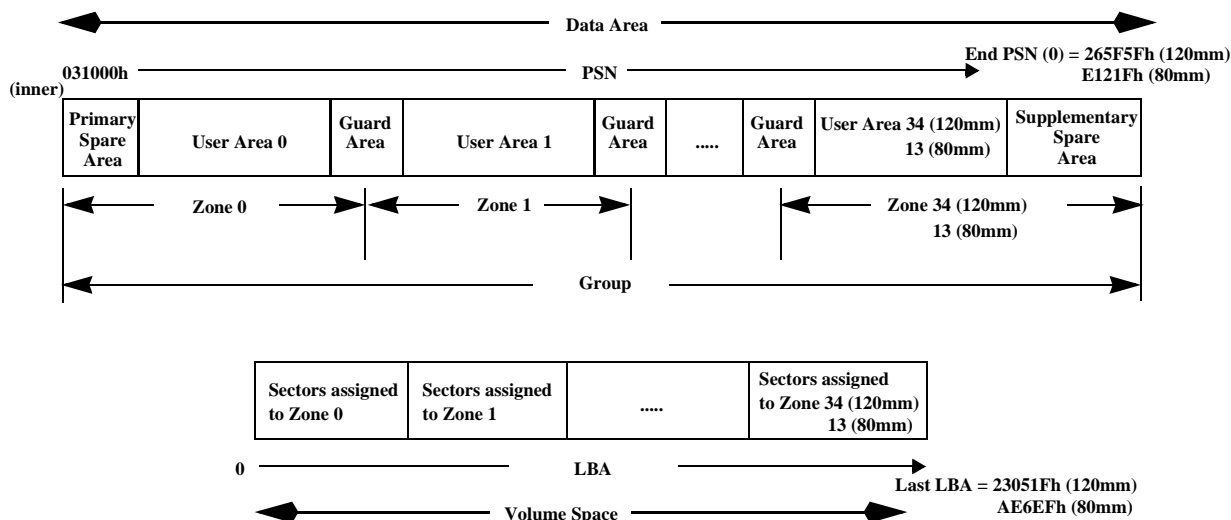 Data Area
End PSN (0) = 265F5Fh (120mm)
E121Fh (80mm)
031000h
PSN
(inner)
Primary Spare Area
User Area 0
Guard Area
User Area 1
Guard Area
.....
Guard Area
User Area 34 (120mm)
13 (80mm)
Supplementary Spare Area
Zone 0
Zone 1
Zone 34 (120mm)
13 (80mm)
Group
Sectors assigned
to Zone 0
Sectors assigned
to Zone 1
.....
Sectors assigned
to Zone 34 (120mm)
13 (80mm)
0
LBA
Last LBA = 23051Fh (120mm)
AE6EFh (80mm)
Volume Space